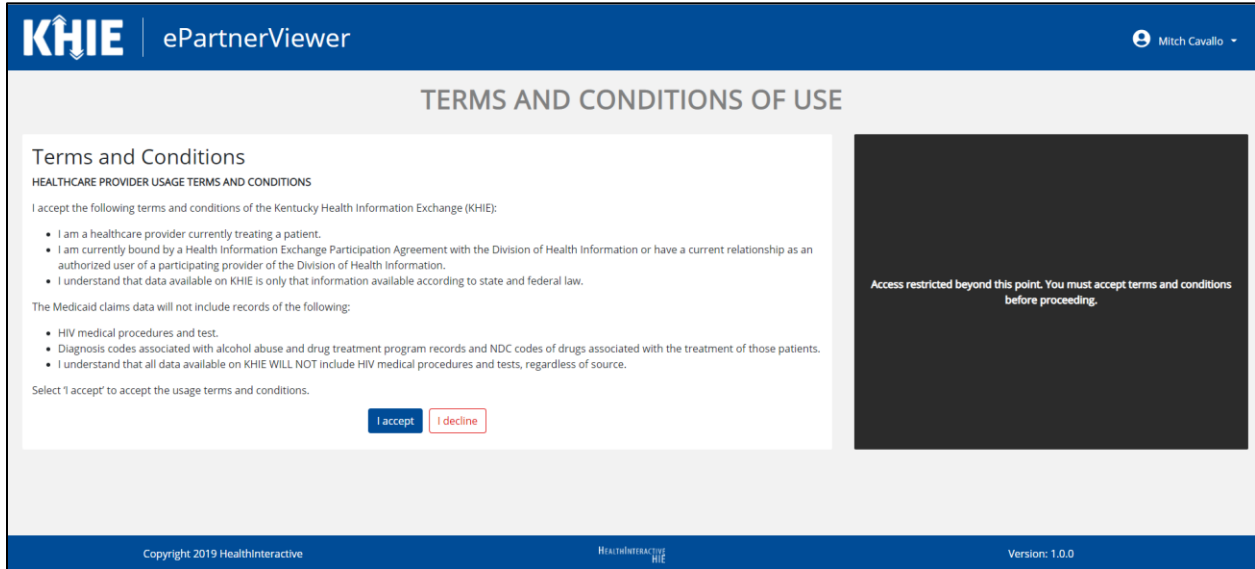 KHIE
ePartnerViewer
Mitch Cavallo
TERMS AND CONDITIONS OF USE
Terms and Conditions
HEALTHCARE PROVIDER USAGE TERMS AND CONDITIONS
I accept the following terms and conditions of the Kentucky Health Information Exchange (KHIE):
• I am a healthcare provider currently treating a patient.
• I am currently bound by a Health Information Exchange Participation Agreement with the Division of Health Information or have a current relationship as an
authorized user of a participating provider of the Division of Health Information.
• I understand that data available on KHIE is only that information available according to state and federal law.
The Medicaid claims data will not include records of the following:
• HIV medical procedures and test.
• Diagnosis codes associated with alcohol abuse and drug treatment program records and NDC codes of drugs associated with the treatment of those patients.
• I understand that all data available on KHIE WILL NOT include HIV medical procedures and tests, regardless of source.
Select 'I accept' to accept the usage terms and conditions.
I accept
I decline
Access restricted beyond this point. You must accept terms and conditions
before proceeding.
Copyright 2019 HealthInteractive
HEALTHINTERACTIVE
HIE
Version: 1.0.0